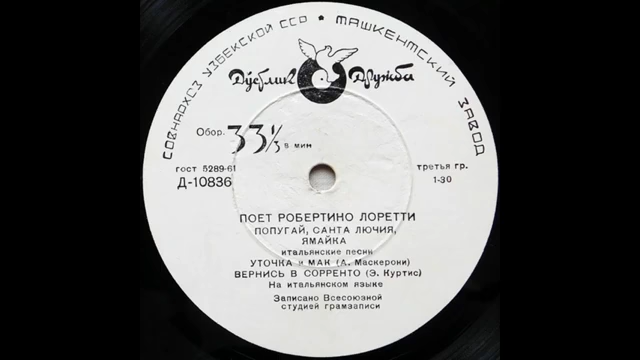 СОВНАРХОЗ УЗБЕКСКОЙ ССР • ТАШКЕНТСКИЙ ЗАВОД
Дӯстлик Дружба
Обор. 33⅓ в мин
гост 5289-61 третья гр.
Д-10836 1-30
ПОЕТ РОБЕРТИНО ЛОРЕТТИ
ПОПУГАЙ, САНТА ЛЮЧИЯ,
ЯМАЙКА
итальянские песни
УТОЧКА и МАК (А. Маскерони)
ВЕРНИСЬ В СОРРЕНТО (Э. Куртис)
На итальянском языке
Записано Всесоюзной
студией грамзаписи